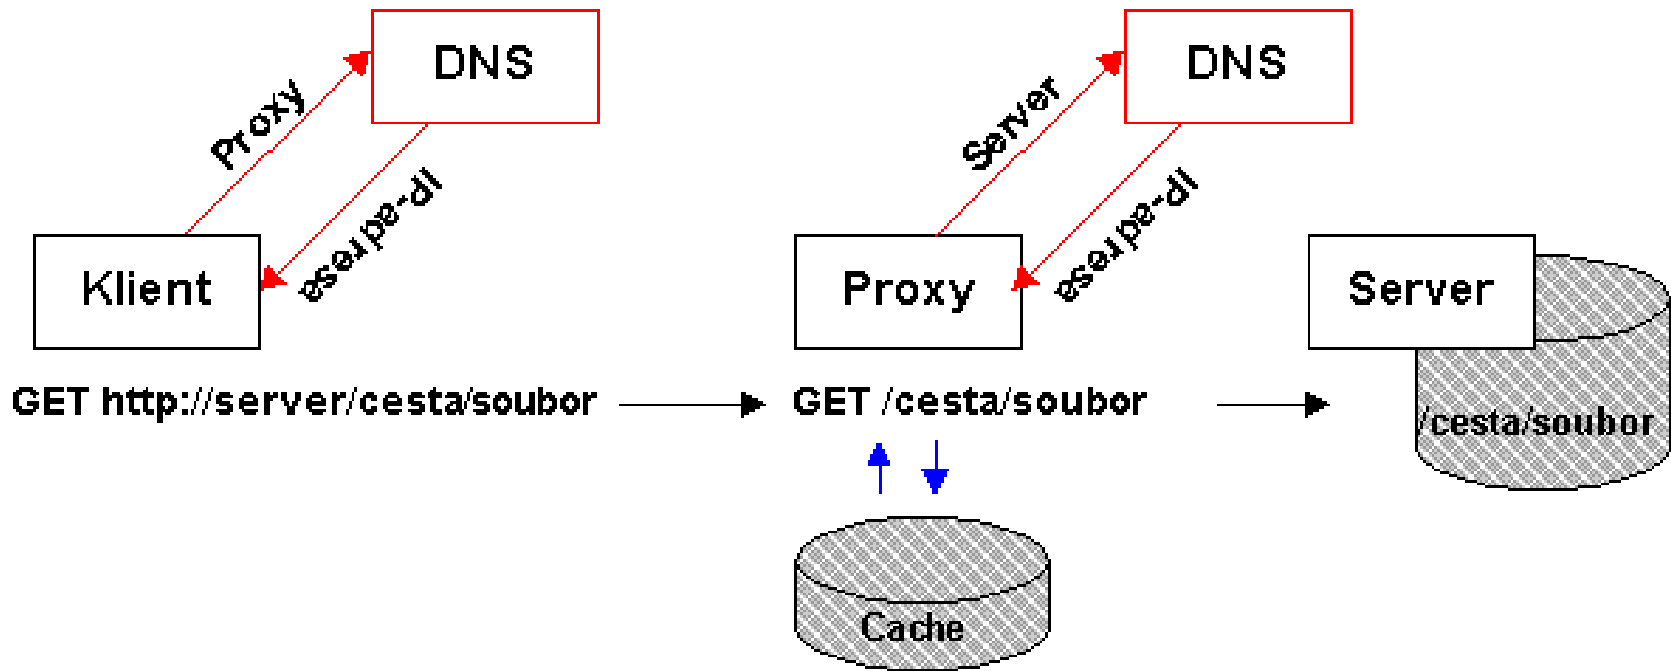 DNS
DNS
Proxy
Server
IP-adresa
IP-adresa
Klient
Proxy
Server
GET http://server/cesta/soubor
GET /cesta/soubor
/cesta/soubor
Cache